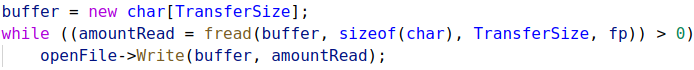 buffer = new char[TransferSize];
while ((amountRead = fread(buffer, sizeof(char), TransferSize, fp)) > 0)
    openFile->Write(buffer, amountRead);